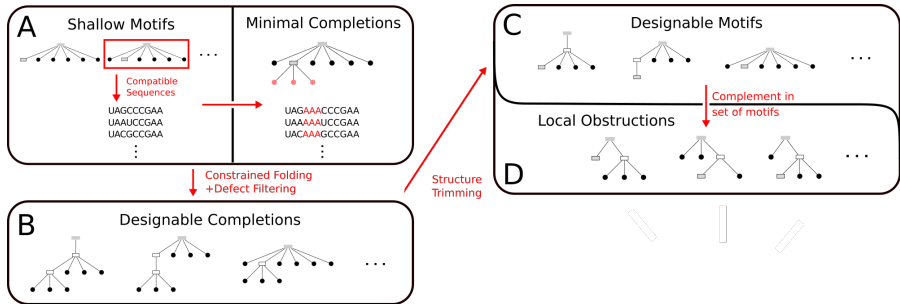 A
Shallow Motifs
. . .
Compatible
Sequences
UAGCCCGAA
UAAUCCGAA
UACGCCGAA
⋮
Minimal Completions
UAGAAACCCGAA
UAAAAAUCCGAA
UACAAAGCCGAA
⋮
Constrained Folding
+Defect Filtering
B
Designable Completions
. . .
Structure
Trimming
C
Designable Motifs
. . .
Complement in
set of motifs
Local Obstructions
D
. . .